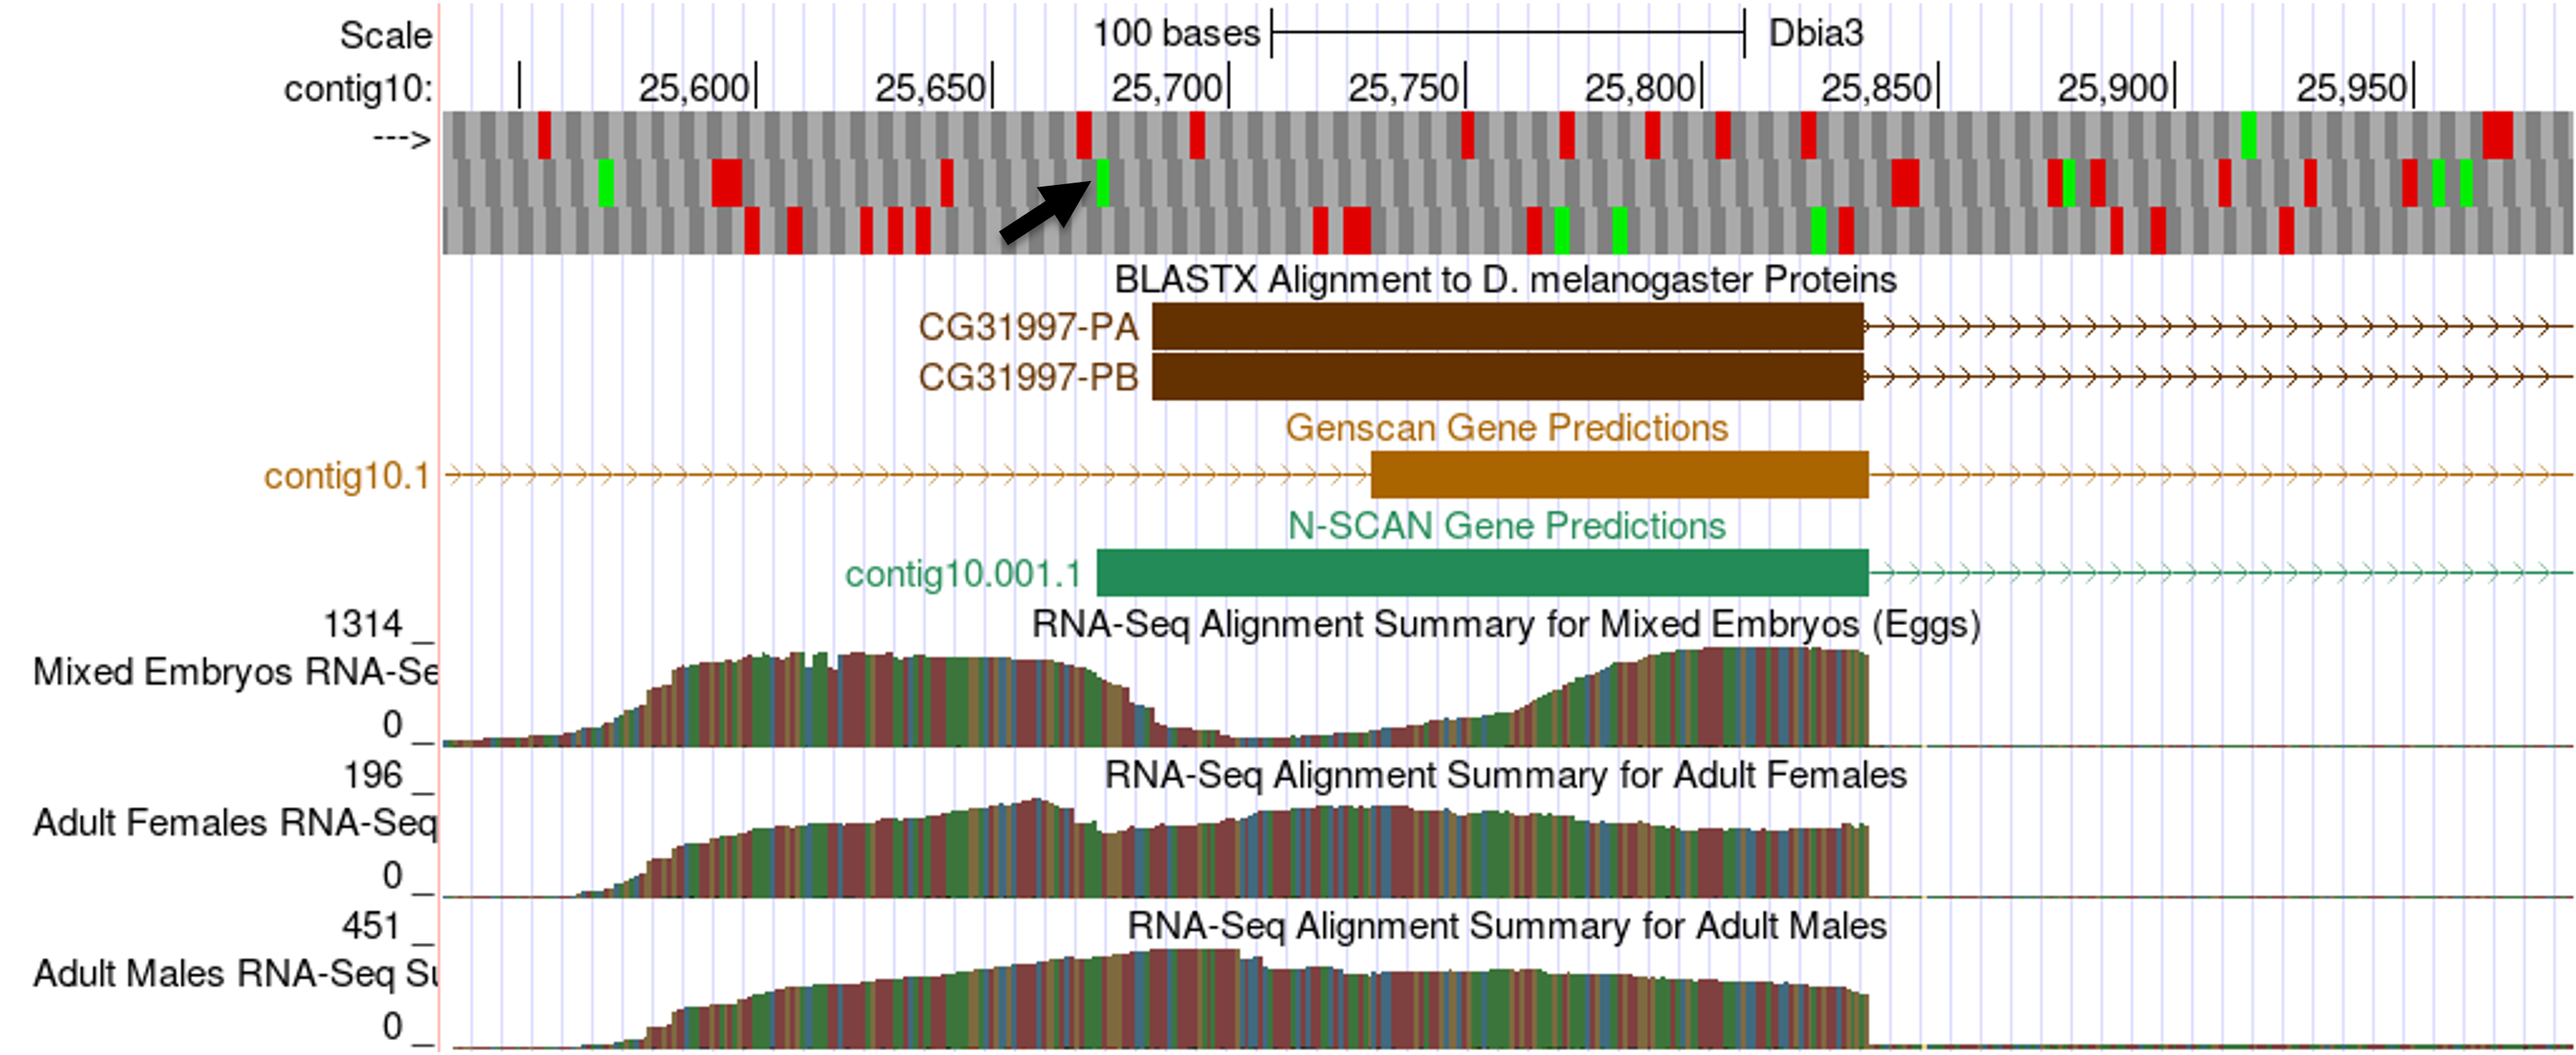 Scale 100 bases Dbia3
contig10: 25,600 25,650 25,700 25,750 25,800 25,850 25,900 25,950
--->
BLASTX Alignment to D. melanogaster Proteins
CG31997-PA
CG31997-PB
Genscan Gene Predictions
contig10.1
N-SCAN Gene Predictions
contig10.001.1
RNA-Seq Alignment Summary for Mixed Embryos (Eggs)
1314 _
Mixed Embryos RNA-Se
0 _
RNA-Seq Alignment Summary for Adult Females
196 _
Adult Females RNA-Seq
0 _
RNA-Seq Alignment Summary for Adult Males
451 _
Adult Males RNA-Seq Su
0 _